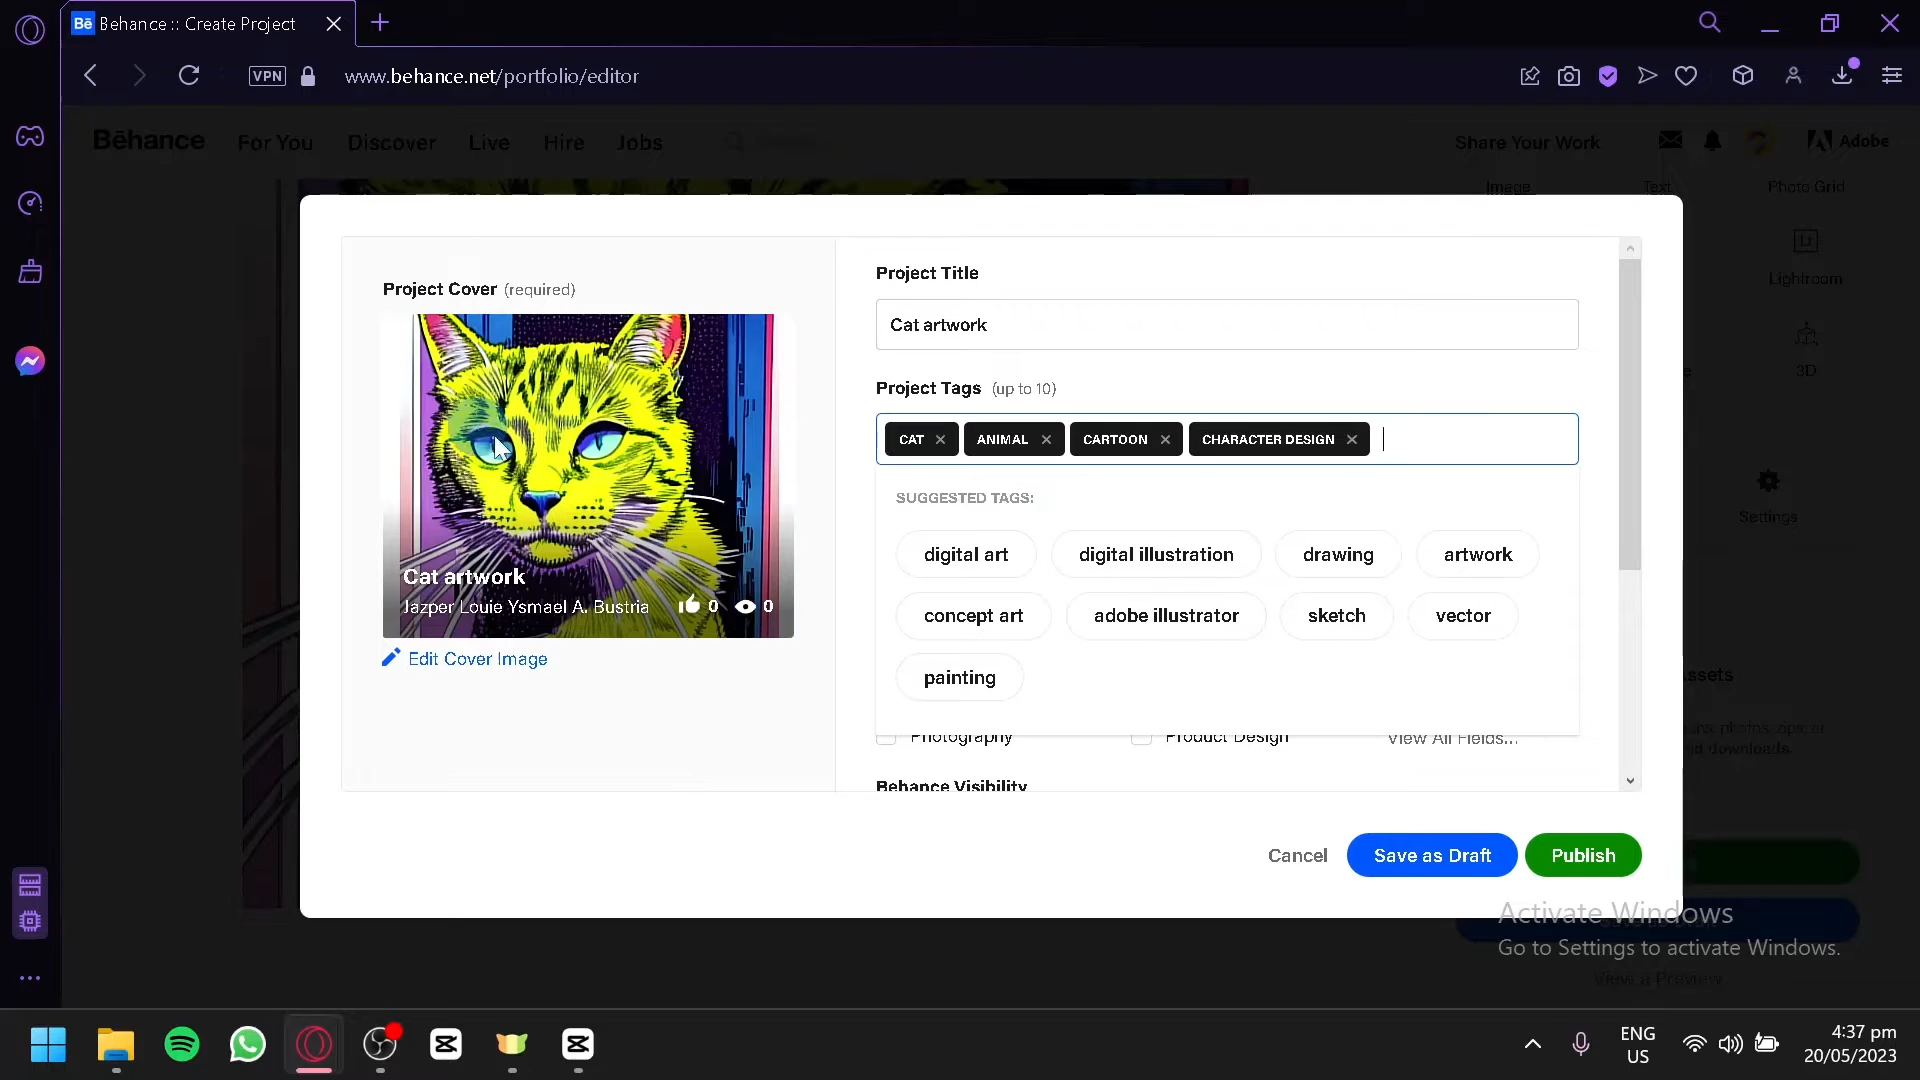 Bē Behance :: Create Project
VPN www.behance.net/portfolio/editor
Bēhance For You Discover Live Hire Jobs Share Your Work Adobe
Image Text Photo Grid
Lightroom
3D
Settings
Project Cover (required)
Cat artwork
Jazper Louie Ysmael A. Bustria 0 0
Edit Cover Image
Project Title
Cat artwork
Project Tags (up to 10)
CAT ANIMAL CARTOON CHARACTER DESIGN
SUGGESTED TAGS:
digital art digital illustration drawing artwork
concept art adobe illustrator sketch vector
painting
Photography Product Design View All Fields...
Behance Visibility
Cancel Save as Draft Publish
Activate Windows
Go to Settings to activate Windows.
View a Preview
ENG
US
4:37 pm
20/05/2023